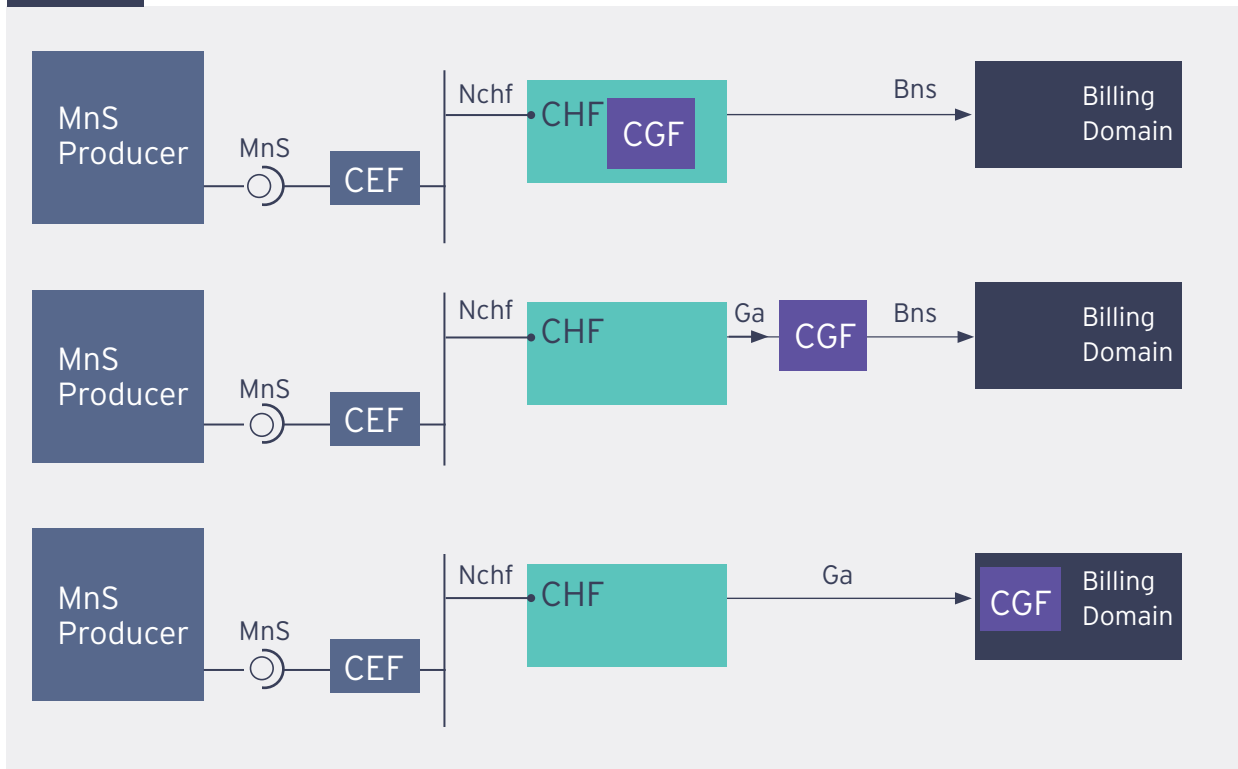 MnS
Producer
MnS
CEF
Nchf
CHF
CGF
Bns
Billing
Domain
MnS
Producer
MnS
CEF
Nchf
CHF
Ga
CGF
Bns
Billing
Domain
MnS
Producer
MnS
CEF
Nchf
CHF
Ga
CGF
Billing
Domain